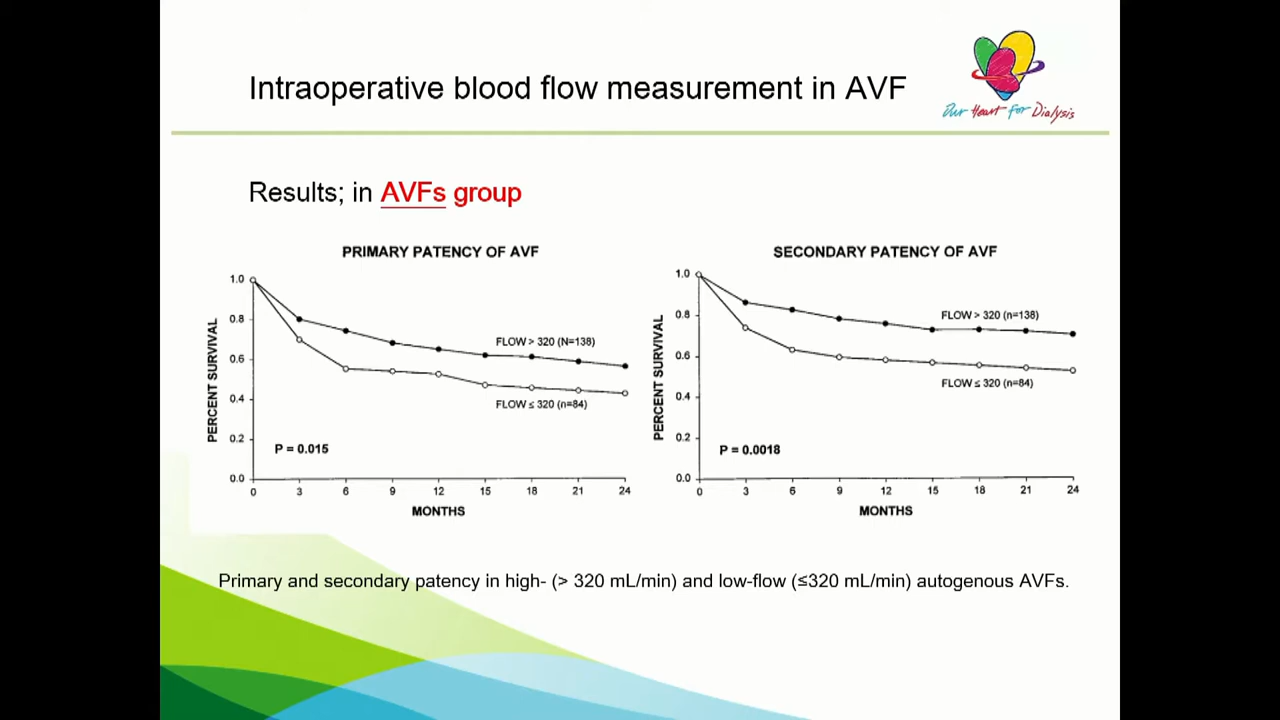 Intraoperative blood flow measurement in AVF
Our Heart For Dialysis
Results; in AVFs group
PRIMARY PATENCY OF AVF
PERCENT SURVIVAL
1.0
0.8
0.6
0.4
0.2
0.0
FLOW > 320 (N=138)
FLOW ≤ 320 (n=84)
P = 0.015
0 3 6 9 12 15 18 21 24
MONTHS
SECONDARY PATENCY OF AVF
PERCENT SURVIVAL
1.0
0.8
0.6
0.4
0.2
0.0
FLOW > 320 (n=138)
FLOW ≤ 320 (n=84)
P = 0.0018
0 3 6 9 12 15 18 21 24
MONTHS
Primary and secondary patency in high- (> 320 mL/min) and low-flow (≤320 mL/min) autogenous AVFs.